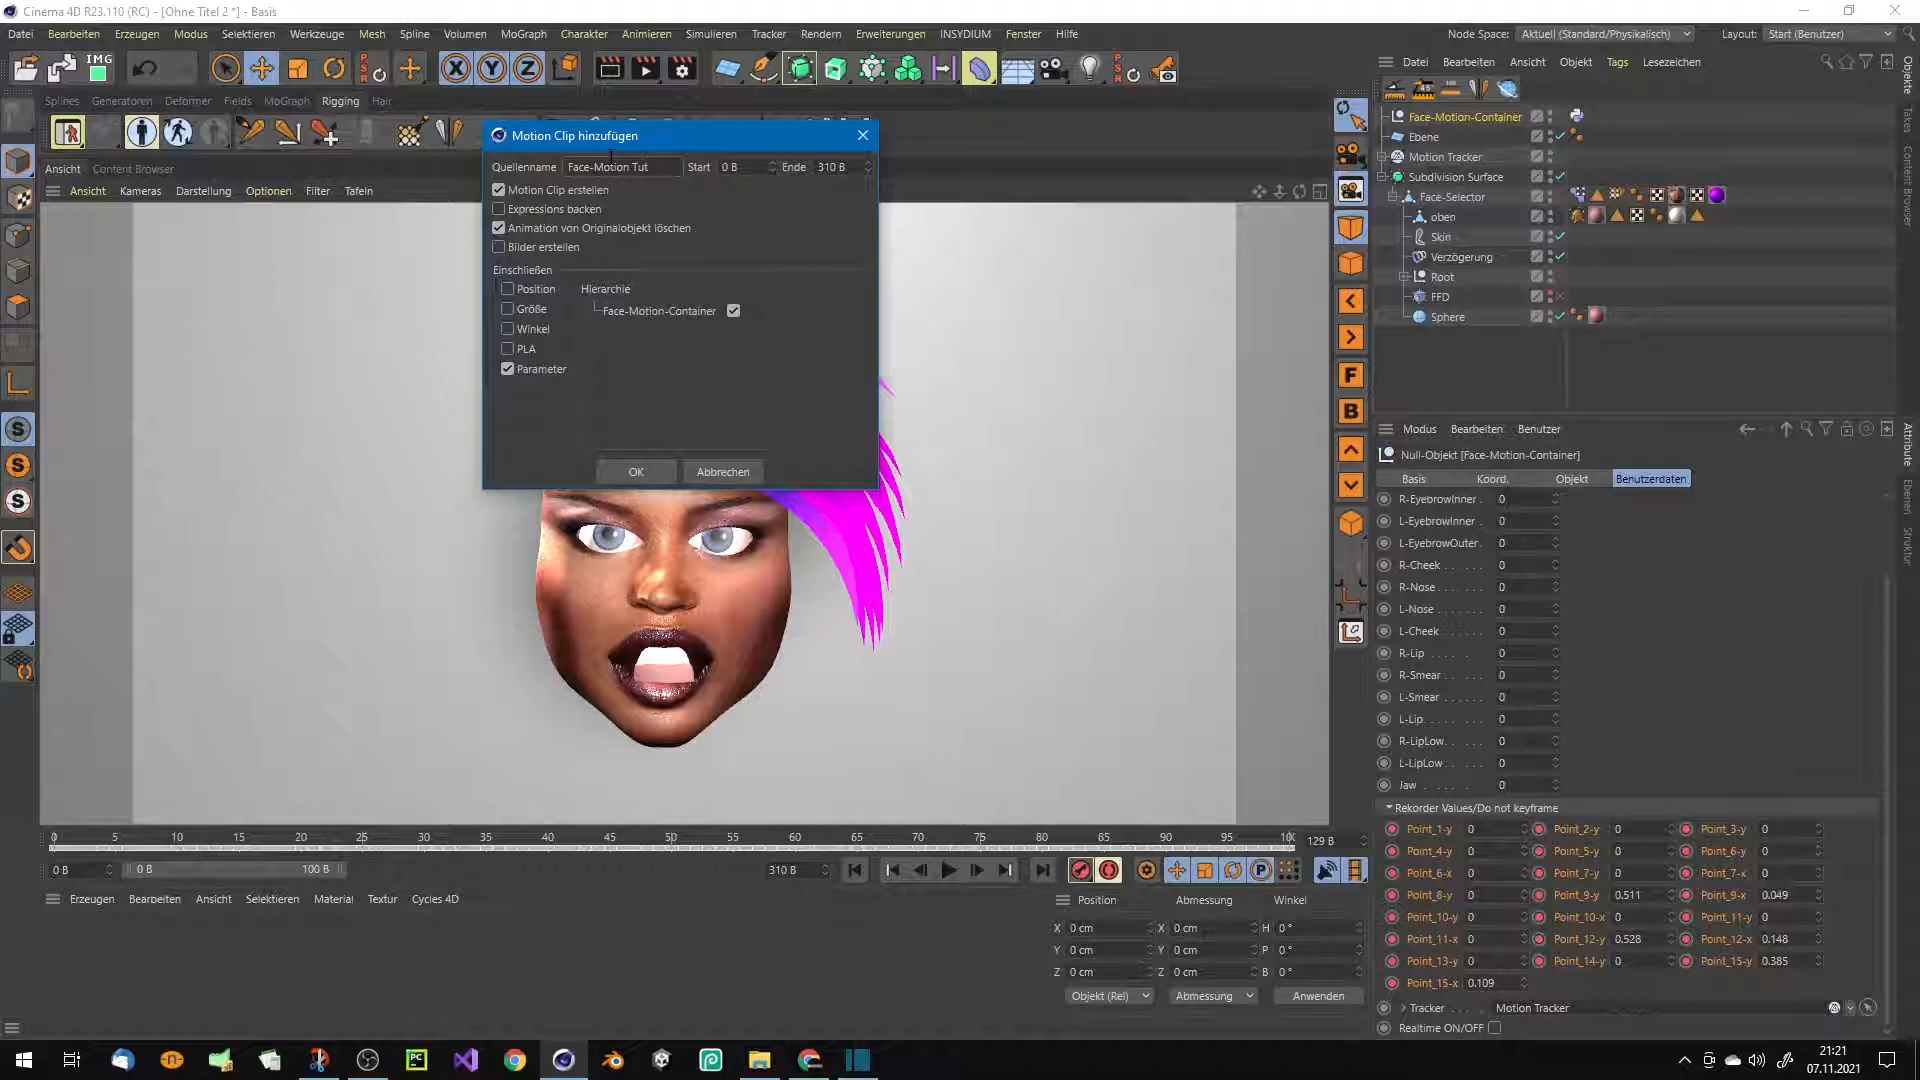 Cinema 4D R23.110 (RC) - [Ohne Titel 2 *] - Basis
Datei Bearbeiten Erzeugen Modus Selektieren Werkzeuge Mesh Spline Volumen MoGraph Character Animieren Simulieren Tracker Rendern Erweiterungen INSYDIUM Fenster Hilfe Node Space: Aktuell (Standard/Physikalisch) Layout: Start (Benutzer)
IMG
X Y Z
PSR
PSR
Datei Bearbeiten Ansicht Objekt Tags Lesezeichen
Splines Generatoren Deformer Fields MoGraph Rigging Hair
Motion Clip hinzufügen
Quellenname Face-Motion Tut Start 0 B Ende 310 B
Motion Clip erstellen
Expressions backen
Animation von Originalobjekt löschen
Bilder erstellen
Einschließen
Position Hierarchie
Größe Face-Motion-Container
Winkel
PLA
Parameter
OK Abbrechen
Ansicht Content Browser
Ansicht Kameras Darstellung Optionen Filter Tafeln
Face-Motion-Container
Ebene
Motion Tracker
Subdivision Surface
Face-Selector
oben
Skin
Verzögerung
Root
FFD
Sphere
Objekte
Takes
Content Browser
Attribute
Ebenen
Struktur
F
B
S
S
S
Modus Bearbeiten Benutzer
Null-Objekt [Face-Motion-Container]
Basis Koord. Objekt Benutzerdaten
R-EyebrowInner . 0
L-EyebrowInner 0
L-EyebrowOuter . 0
R-Cheek . . . . . . 0
R-Nose . . . . . . 0
L-Nose . . . . . . 0
L-Cheek . . . . . 0
R-Lip . . . . . 0
R-Smear . . . . . 0
L-Smear . . . . . 0
L-Lip. . . . . . 0
R-LipLow. . . . 0
L-LipLow. . . . 0
Jaw . . . . . . 0
Rekorder Values/Do not keyframe
Point_1-y 0 Point_2-y 0 Point_3-y 0
Point_4-y 0 Point_5-y 0 Point_6-y 0
Point_6-x 0 Point_7-y 0 Point_7-x 0
Point_8-y 0 Point_9-y 0.511 Point_9-x 0.049
Point_10-y 0 Point_10-x 0 Point_11-y 0
Point_11-x 0 Point_12-y 0.528 Point_12-x 0.148
Point_13-y 0 Point_14-y 0 Point_15-y 0.385
Point_15-x 0.109
Tracker . . . Motion Tracker
Realtime ON/OFF
0 5 10 15 20 25 30 35 40 45 50 55 60 65 70 75 80 85 90 95 100 129 B
0 B 0 B 100 B 310 B
P
Erzeugen Bearbeiten Ansicht Selektieren Material Textur Cycles 4D
Position Abmessung Winkel
X 0 cm X 0 cm H 0 °
Y 0 cm Y 0 cm P 0 °
Z 0 cm Z 0 cm B 0 °
Objekt (Rel) Abmessung Anwenden
PC
21:21
07.11.2021